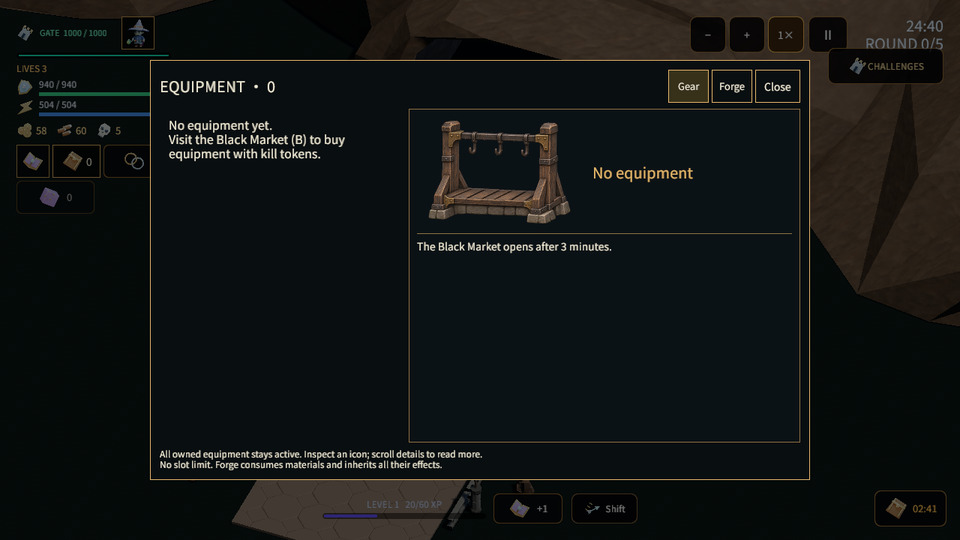 GATE 1000 / 1000
24:40
ROUND 0/5
− + 1× II
CHALLENGES
LIVES 3
940 / 940
504 / 504
58 60 5
0
0
EQUIPMENT • 0
Gear Forge Close
No equipment yet.
Visit the Black Market (B) to buy
equipment with kill tokens.
No equipment
The Black Market opens after 3 minutes.
All owned equipment stays active. Inspect an icon; scroll details to read more.
No slot limit. Forge consumes materials and inherits all their effects.
LEVEL 1 20/60 XP
+1
Shift
02:41